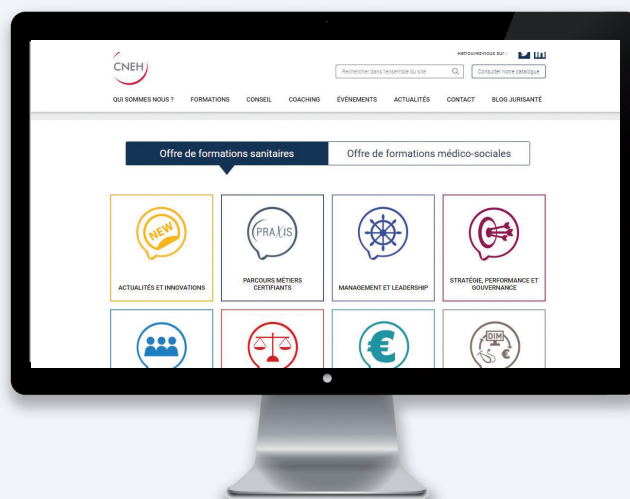 Retrouvez-nous sur :
CNEH
Rechercher dans l'ensemble du site
Consulter notre catalogue
QUI SOMMES NOUS ? FORMATIONS CONSEIL COACHING ÉVÉNEMENTS ACTUALITÉS CONTACT BLOG JURISANTÉ
Offre de formations sanitaires Offre de formations médico-sociales
NEW PRAXIS
ACTUALITÉS ET INNOVATIONS
PARCOURS MÉTIERS
CERTIFIANTS
MANAGEMENT ET LEADERSHIP
STRATÉGIE, PERFORMANCE ET
GOUVERNANCE
€ DIM €